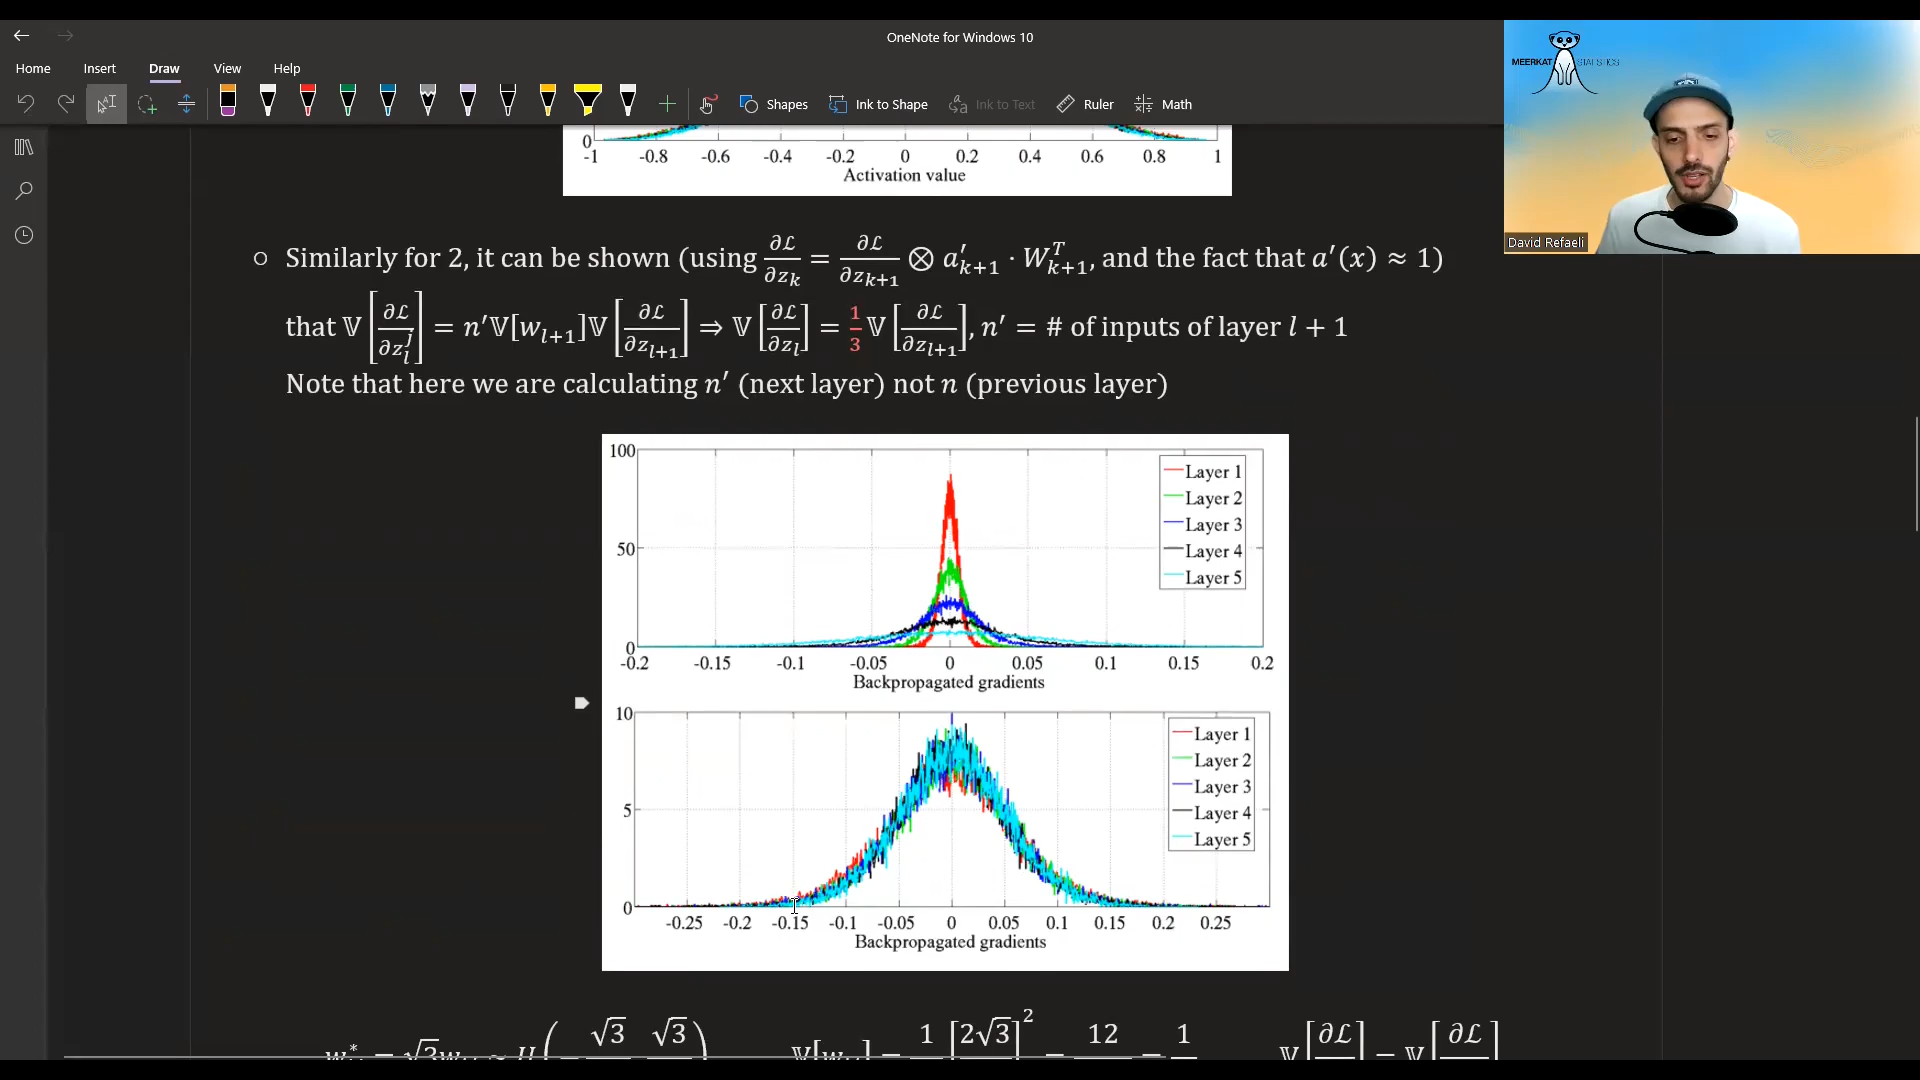 OneNote for Windows 10
Home Insert Draw View Help
Shapes Ink to Shape Ink to Text Ruler Math
MEERKAT STATISTICS
David Refaeli
0
-1 -0.8 -0.6 -0.4 -0.2 0 0.2 0.4 0.6 0.8 1
Activation value
○ Similarly for 2, it can be shown (using ∂ℒ/∂z_k = ∂ℒ/∂z_{k+1} ⊗ a'_{k+1} · W^T_{k+1}, and the fact that a'(x) ≈ 1)
that 𝕍[∂ℒ/∂z_l^j] = n'𝕍[w_{l+1}]𝕍[∂ℒ/∂z_{l+1}] ⇒ 𝕍[∂ℒ/∂z_l] = 1/3 𝕍[∂ℒ/∂z_{l+1}], n' = # of inputs of layer l + 1
Note that here we are calculating n' (next layer) not n (previous layer)
100
50
0
Layer 1
Layer 2
Layer 3
Layer 4
Layer 5
-0.2 -0.15 -0.1 -0.05 0 0.05 0.1 0.15 0.2
Backpropagated gradients
10
5
0
Layer 1
Layer 2
Layer 3
Layer 4
Layer 5
-0.25 -0.2 -0.15 -0.1 -0.05 0 0.05 0.1 0.15 0.2 0.25
Backpropagated gradients